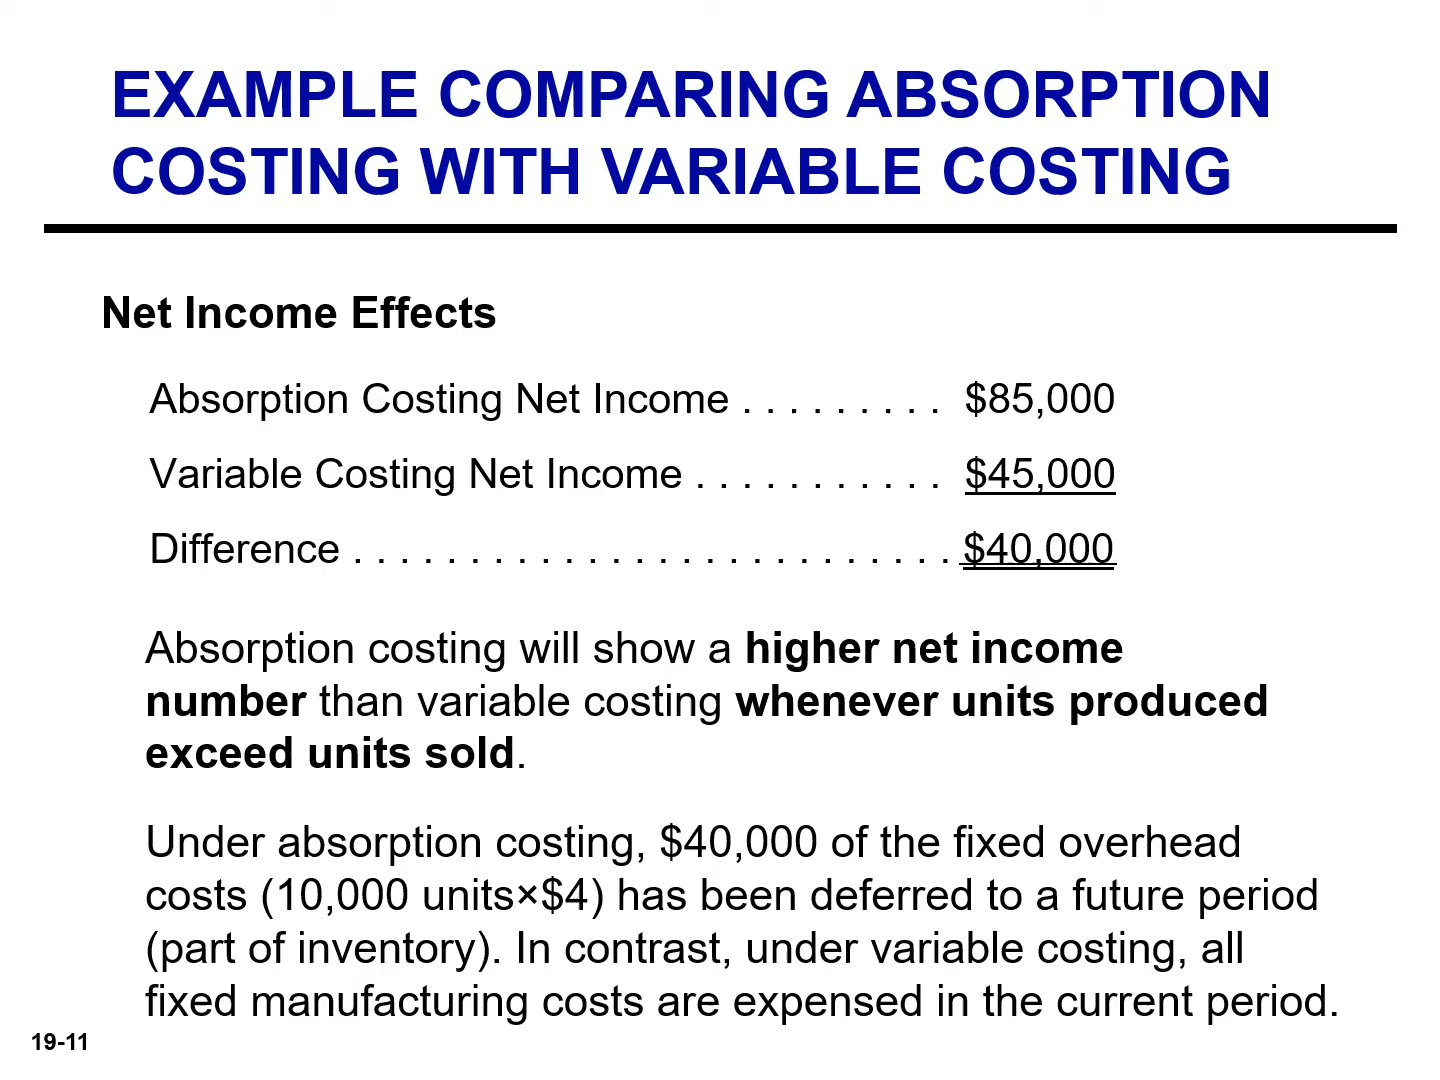 EXAMPLE COMPARING ABSORPTION
COSTING WITH VARIABLE COSTING
Net Income Effects
Absorption Costing Net Income . . . . . . . . . $85,000
Variable Costing Net Income . . . . . . . . . . . $45,000
Difference . . . . . . . . . . . . . . . . . . . . . . . . . . $40,000
Absorption costing will show a higher net income
number than variable costing whenever units produced
exceed units sold.
Under absorption costing, $40,000 of the fixed overhead
costs (10,000 units×$4) has been deferred to a future period
(part of inventory). In contrast, under variable costing, all
fixed manufacturing costs are expensed in the current period.
19-11